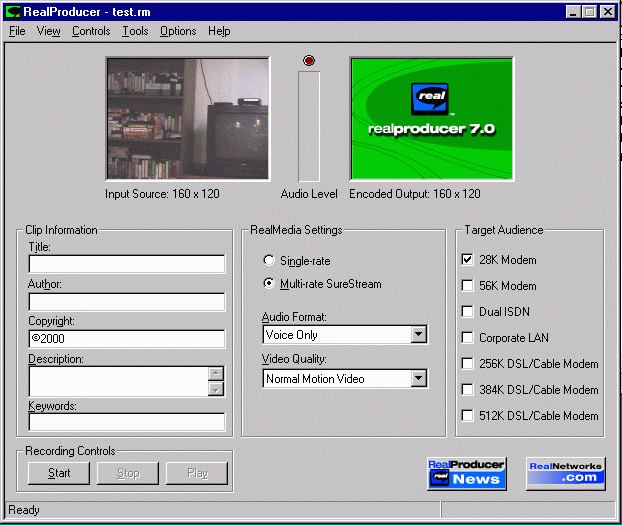 RealProducer - test.rm
File View Controls Tools Options Help
real
realproducer 7.0
Input Source: 160 x 120
Audio Level
Encoded Output: 160 x 120
Clip Information
Title:
Author:
Copyright:
©2000
Description:
Keywords:
RealMedia Settings
Single-rate
Multi-rate SureStream
Audio Format:
Voice Only
Video Quality:
Normal Motion Video
Target Audience
28K Modem
56K Modem
Dual ISDN
Corporate LAN
256K DSL/Cable Modem
384K DSL/Cable Modem
512K DSL/Cable Modem
Recording Controls
Start
Stop
Play
RealProducer
real News
RealNetworks
.com
Ready